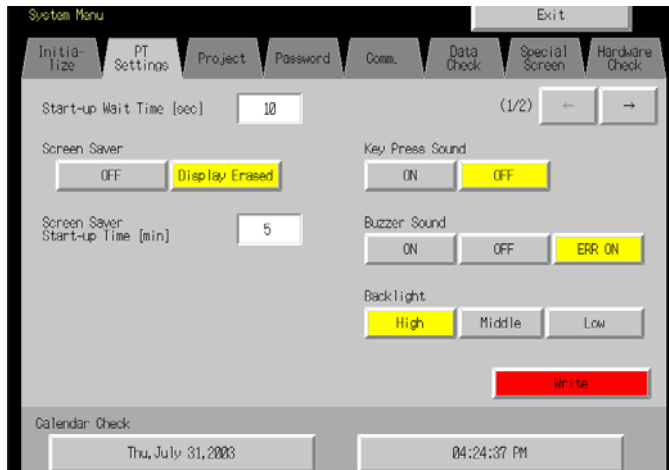 System Menu
Exit
Initia-
lize
PT
Settings
Project
Password
Comm.
Data
Check
Special
Screen
Hardware
Check
Start-up Wait Time [sec]
10
(1/2)
←
→
Screen Saver
OFF
Display Erased
Key Press Sound
ON
OFF
Screen Saver
Start-up Time [min]
5
Buzzer Sound
ON
OFF
ERR ON
Backlight
High
Middle
Low
Write
Calendar Check
Thu,July 31,2003
04:24:37 PM